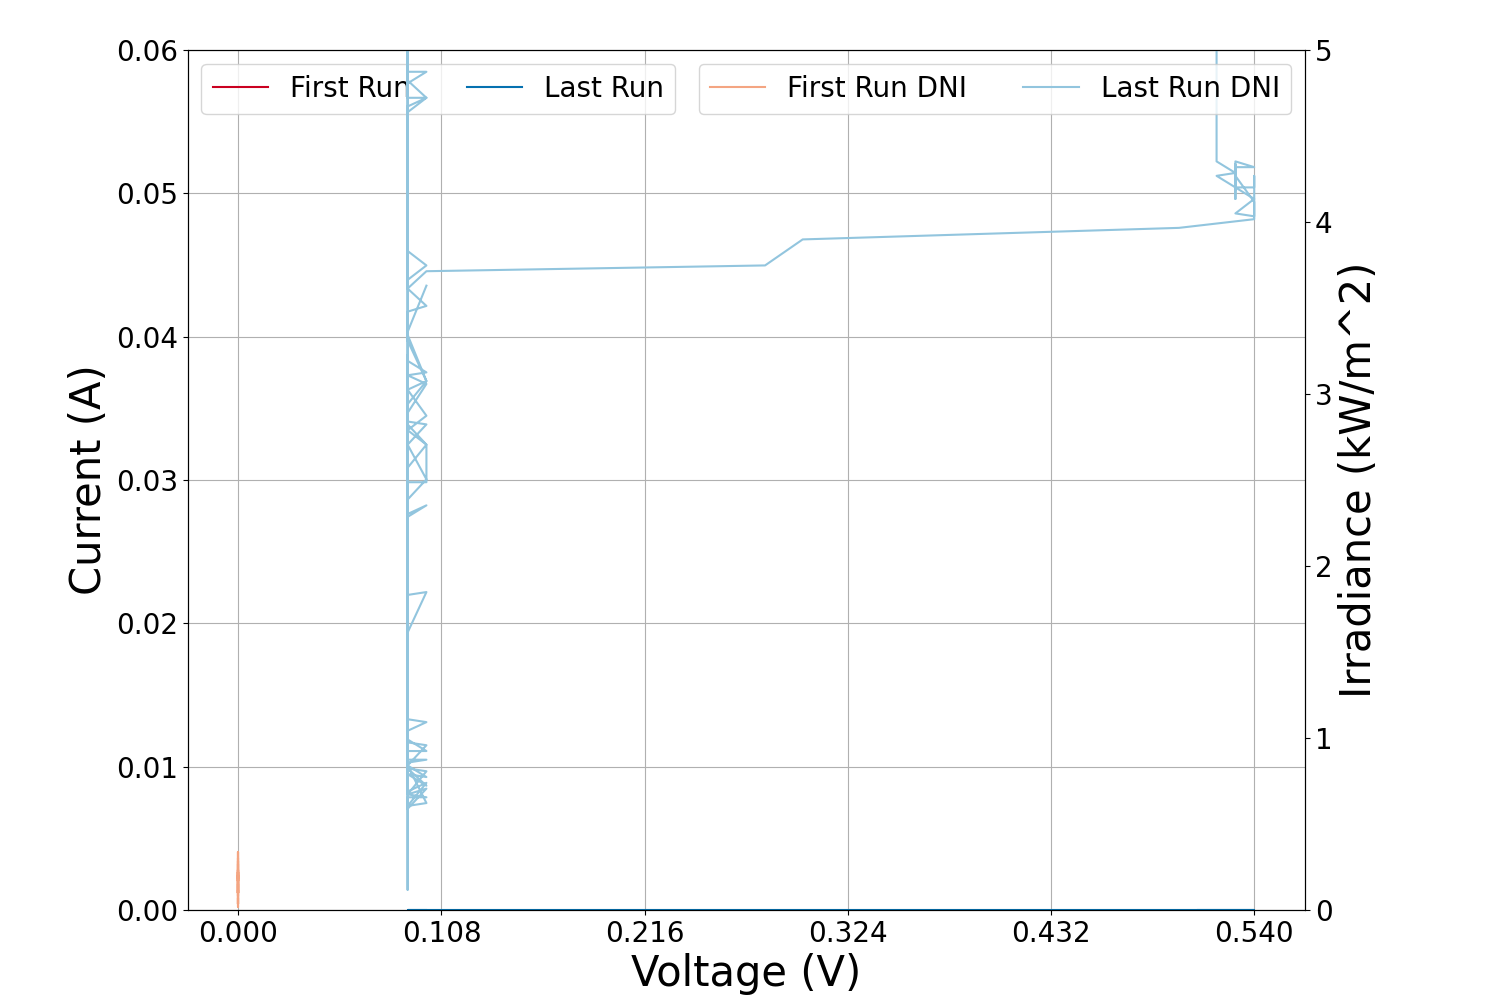 First Run
Last Run
First Run DNI
Last Run DNI
0.06
0.05
0.04
0.03
0.02
0.01
0.00
Current (A)
5
4
3
2
1
0
Irradiance (kW/m^2)
0.000 0.108 0.216 0.324 0.432 0.540
Voltage (V)